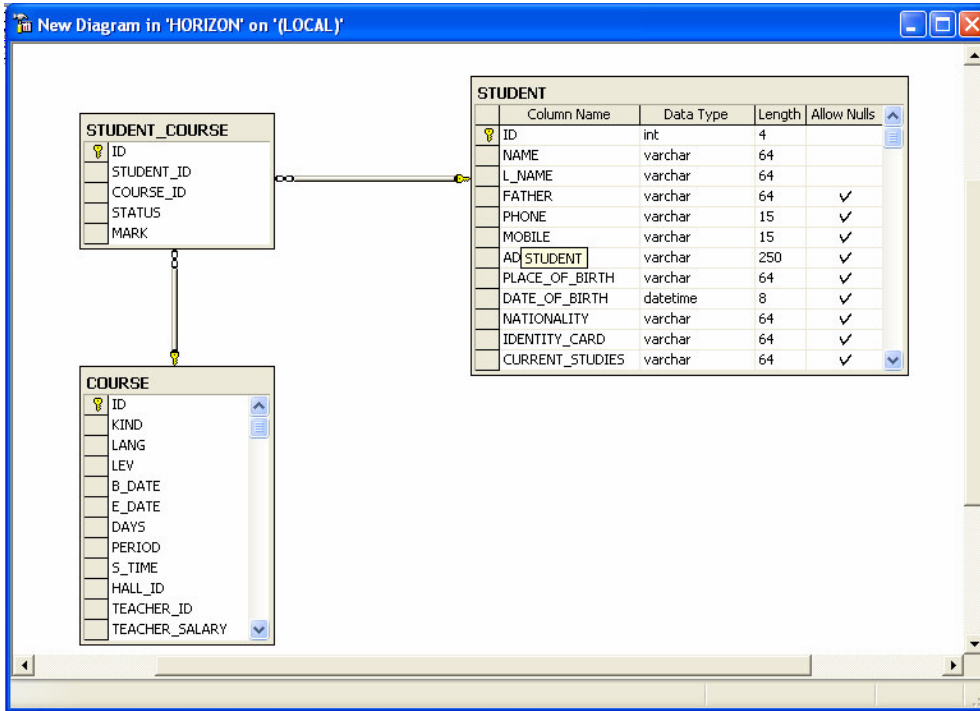 New Diagram in 'HORIZON' on '(LOCAL)'
STUDENT_COURSE
ID
STUDENT_ID
COURSE_ID
STATUS
MARK
STUDENT
Column Name Data Type Length Allow Nulls
ID int 4
NAME varchar 64
L_NAME varchar 64
FATHER varchar 64
PHONE varchar 15
MOBILE varchar 15
AD STUDENT varchar 250
PLACE_OF_BIRTH varchar 64
DATE_OF_BIRTH datetime 8
NATIONALITY varchar 64
IDENTITY_CARD varchar 64
CURRENT_STUDIES varchar 64
COURSE
ID
KIND
LANG
LEV
B_DATE
E_DATE
DAYS
PERIOD
S_TIME
HALL_ID
TEACHER_ID
TEACHER_SALARY